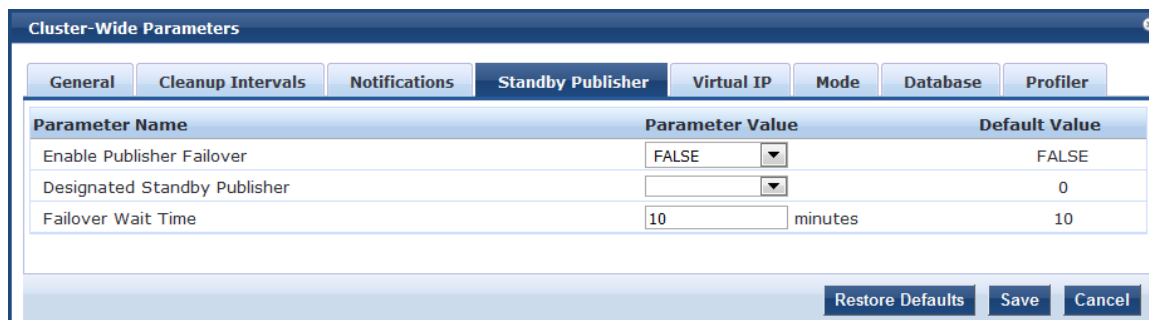 Cluster-Wide Parameters
General Cleanup Intervals Notifications Standby Publisher Virtual IP Mode Database Profiler
Parameter Name Parameter Value Default Value
Enable Publisher Failover FALSE FALSE
Designated Standby Publisher 0
Failover Wait Time 10 minutes 10
Restore Defaults Save Cancel